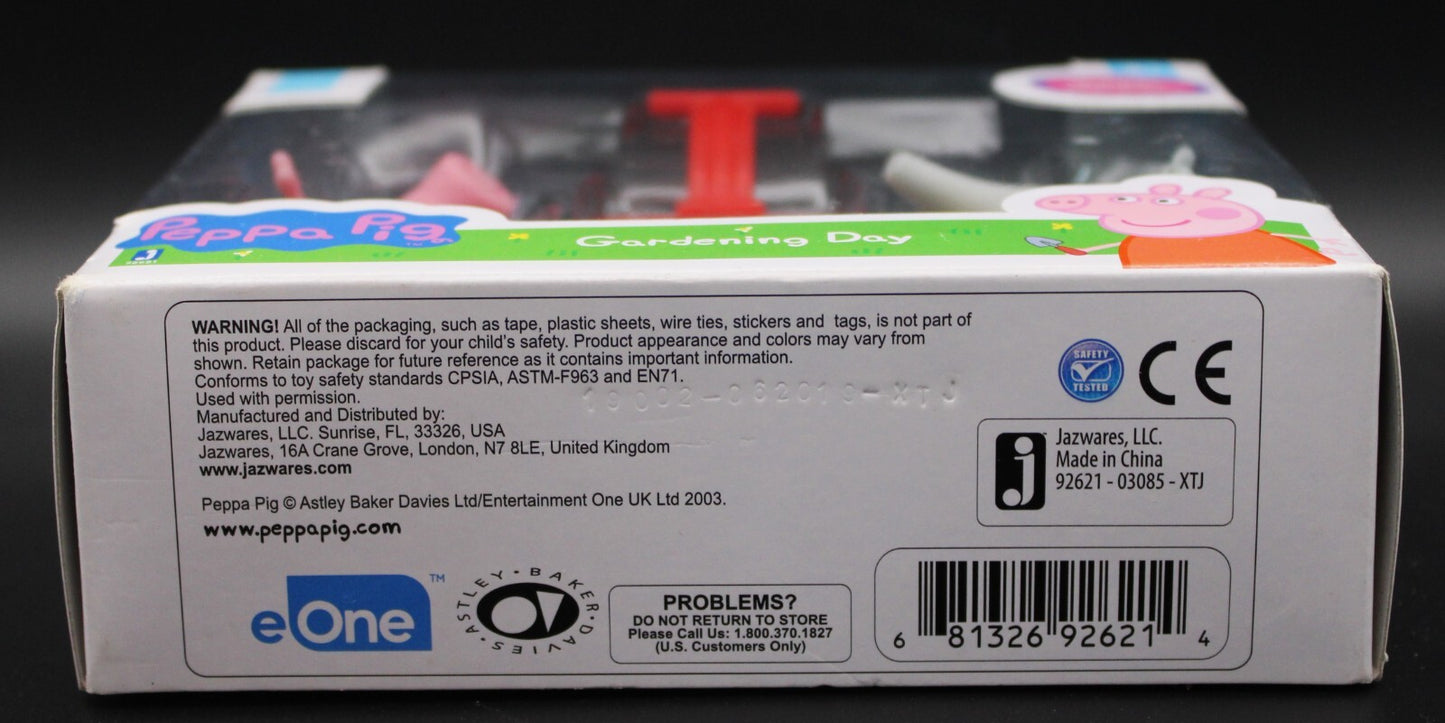 Peppa Pig
Gardening Day
92621
WARNING! All of the packaging, such as tape, plastic sheets, wire ties, stickers and tags, is not part of
this product. Please discard for your child's safety. Product appearance and colors may vary from
shown. Retain package for future reference as it contains important information.
Conforms to toy safety standards CPSIA, ASTM-F963 and EN71.
Used with permission.
Manufactured and Distributed by:
Jazwares, LLC. Sunrise, FL, 33326, USA
Jazwares, 16A Crane Grove, London, N7 8LE, United Kingdom
www.jazwares.com
Peppa Pig © Astley Baker Davies Ltd/Entertainment One UK Ltd 2003.
www.peppapig.com
SAFETY
TESTED
CE
j Jazwares, LLC.
Made in China
92621 - 03085 - XTJ
eOne™
ASTLEY · BAKER · DAVIES ·
PROBLEMS?
DO NOT RETURN TO STORE
Please Call Us: 1.800.370.1827
(U.S. Customers Only)
6 81326 92621 4